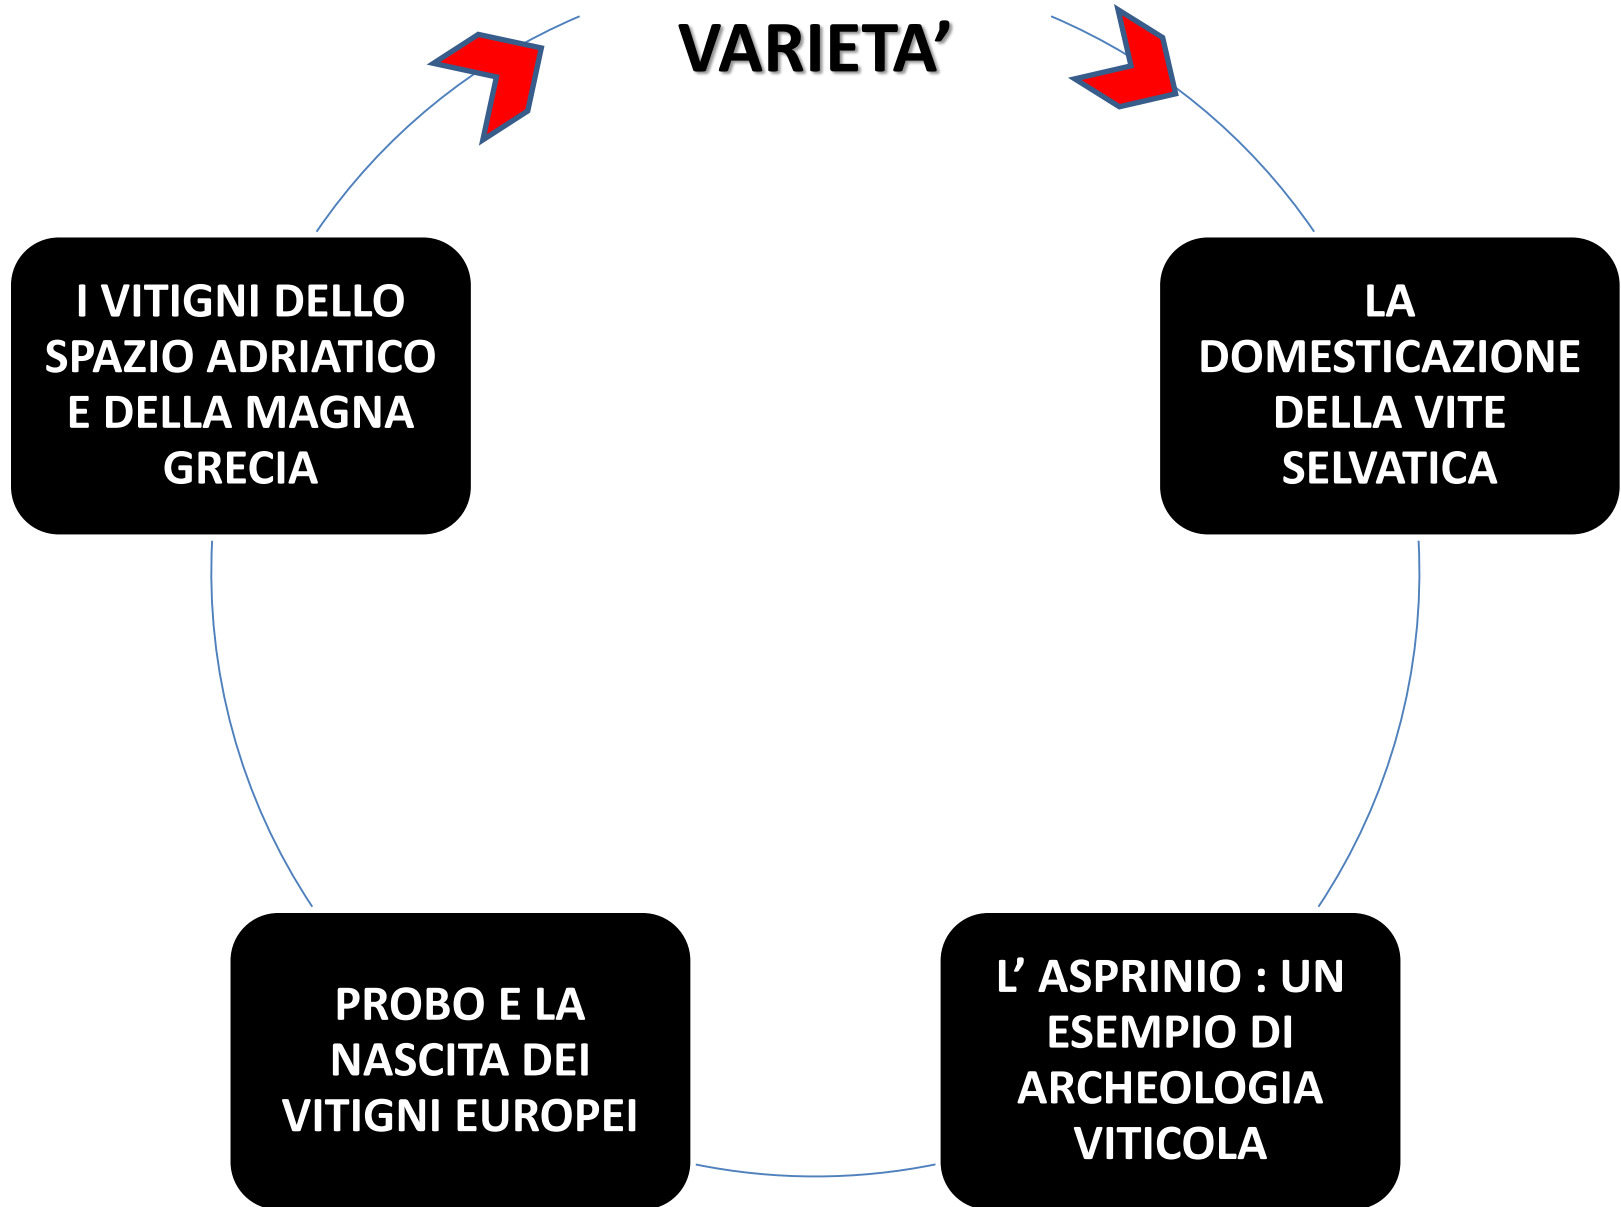 VARIETA’
I VITIGNI DELLO
SPAZIO ADRIATICO
E DELLA MAGNA
GRECIA
LA
DOMESTICAZIONE
DELLA VITE
SELVATICA
PROBO E LA
NASCITA DEI
VITIGNI EUROPEI
L’ ASPRINIO : UN
ESEMPIO DI
ARCHEOLOGIA
VITICOLA